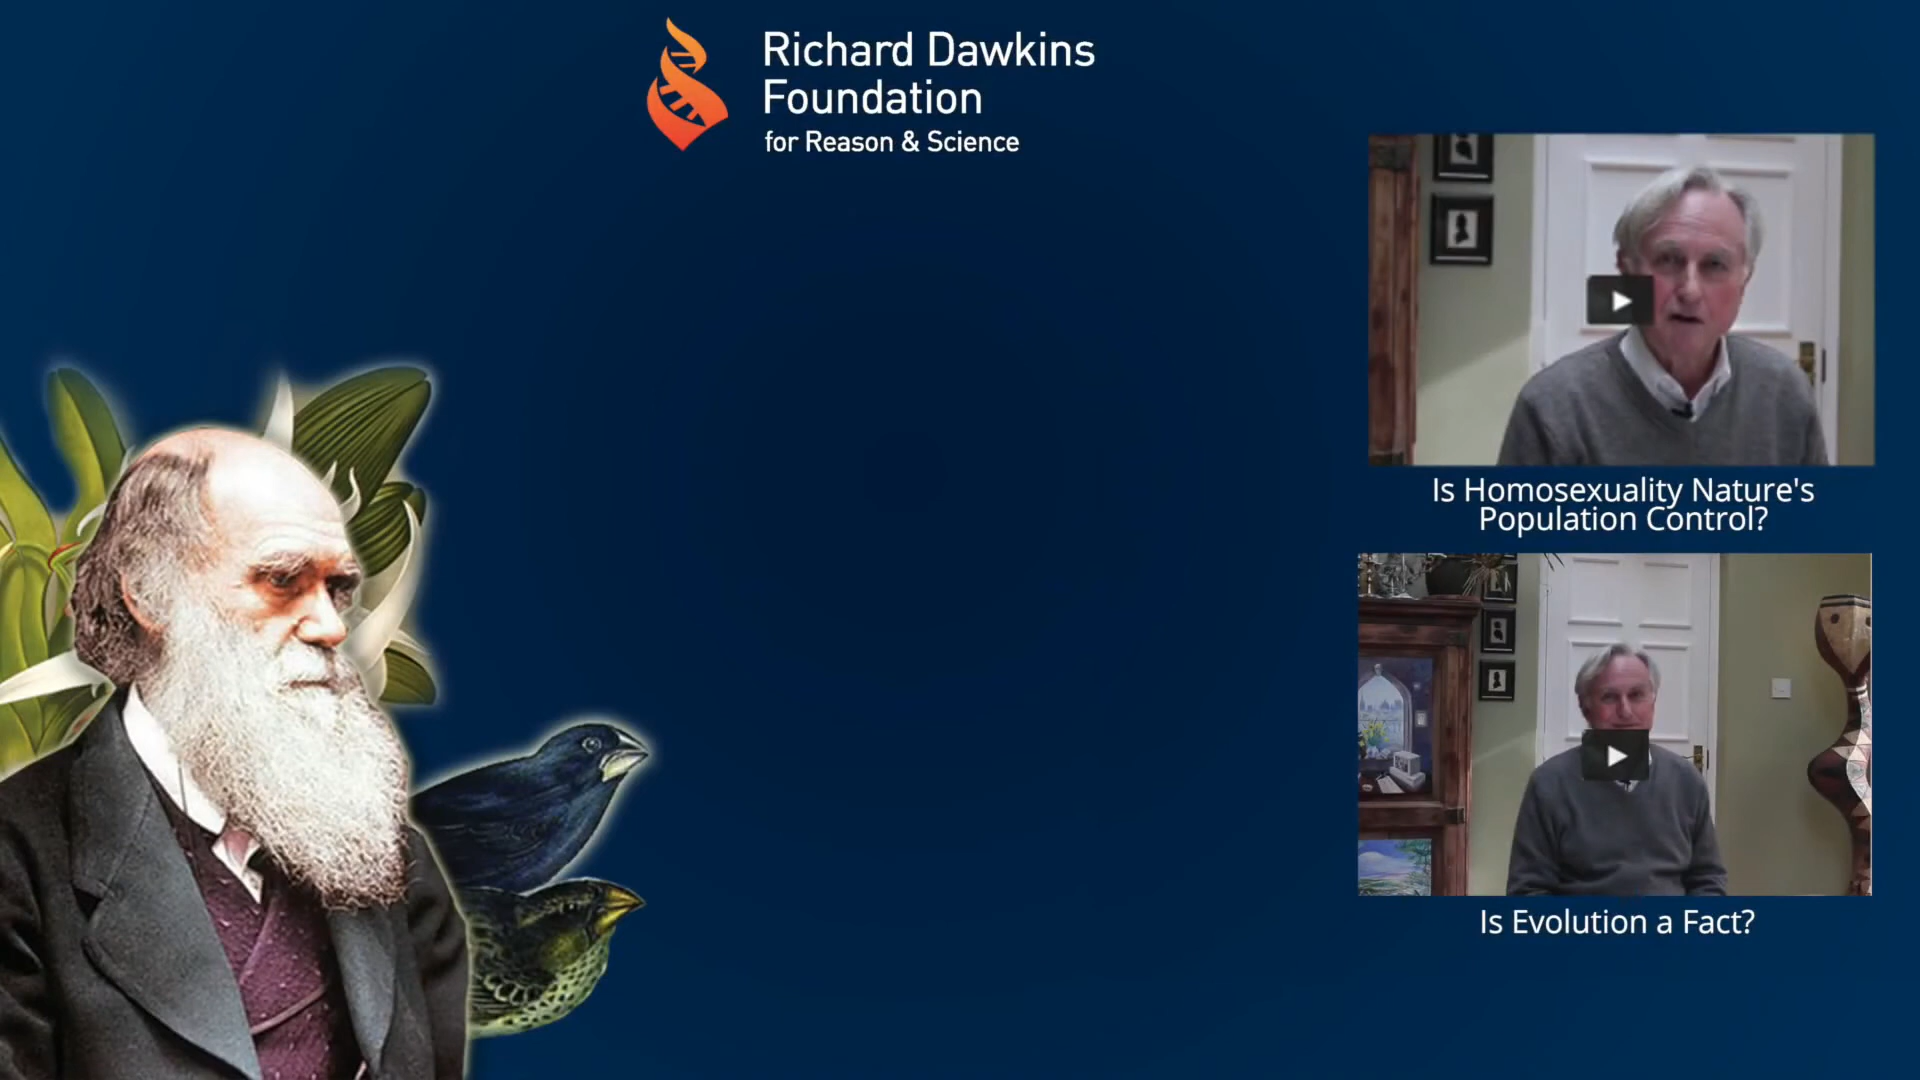 Richard Dawkins
Foundation
for Reason & Science
Is Homosexuality Nature's
Population Control?
Is Evolution a Fact?